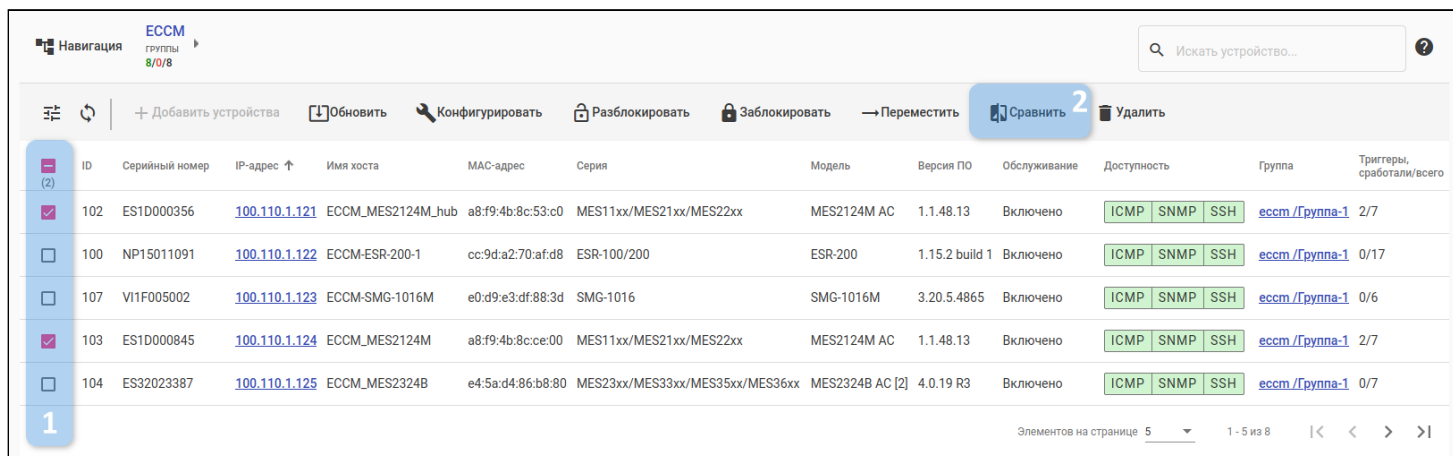 Навигация
ECCM
ГРУППЫ
8/0/8
Искать устройство...
Добавить устройства Обновить Конфигурировать Разблокировать Заблокировать Переместить Сравнить 2 Удалить
(2) ID Серийный номер IP-адрес Имя хоста MAC-адрес Серия Модель Версия ПО Обслуживание Доступность Группа Триггеры, сработали/всего
102 ES1D000356 100.110.1.121 ECCM_MES2124M_hub a8:f9:4b:8c:53:c0 MES11xx/MES21xx/MES22xx MES2124M AC 1.1.48.13 Включено ICMP SNMP SSH eccm /Группа-1 2/7
100 NP15011091 100.110.1.122 ECCM-ESR-200-1 cc:9d:a2:70:af:d8 ESR-100/200 ESR-200 1.15.2 build 1 Включено ICMP SNMP SSH eccm /Группа-1 0/17
107 VI1F005002 100.110.1.123 ECCM-SMG-1016M e0:d9:e3:df:88:3d SMG-1016 SMG-1016M 3.20.5.4865 Включено ICMP SNMP SSH eccm /Группа-1 0/6
103 ES1D000845 100.110.1.124 ECCM_MES2124M a8:f9:4b:8c:ce:00 MES11xx/MES21xx/MES22xx MES2124M AC 1.1.48.13 Включено ICMP SNMP SSH eccm /Группа-1 2/7
104 ES32023387 100.110.1.125 ECCM_MES2324B e4:5a:d4:86:b8:80 MES23xx/MES33xx/MES35xx/MES36xx MES2324B AC [2] 4.0.19 R3 Включено ICMP SNMP SSH eccm /Группа-1 0/7
1
Элементов на странице 5 1 - 5 из 8